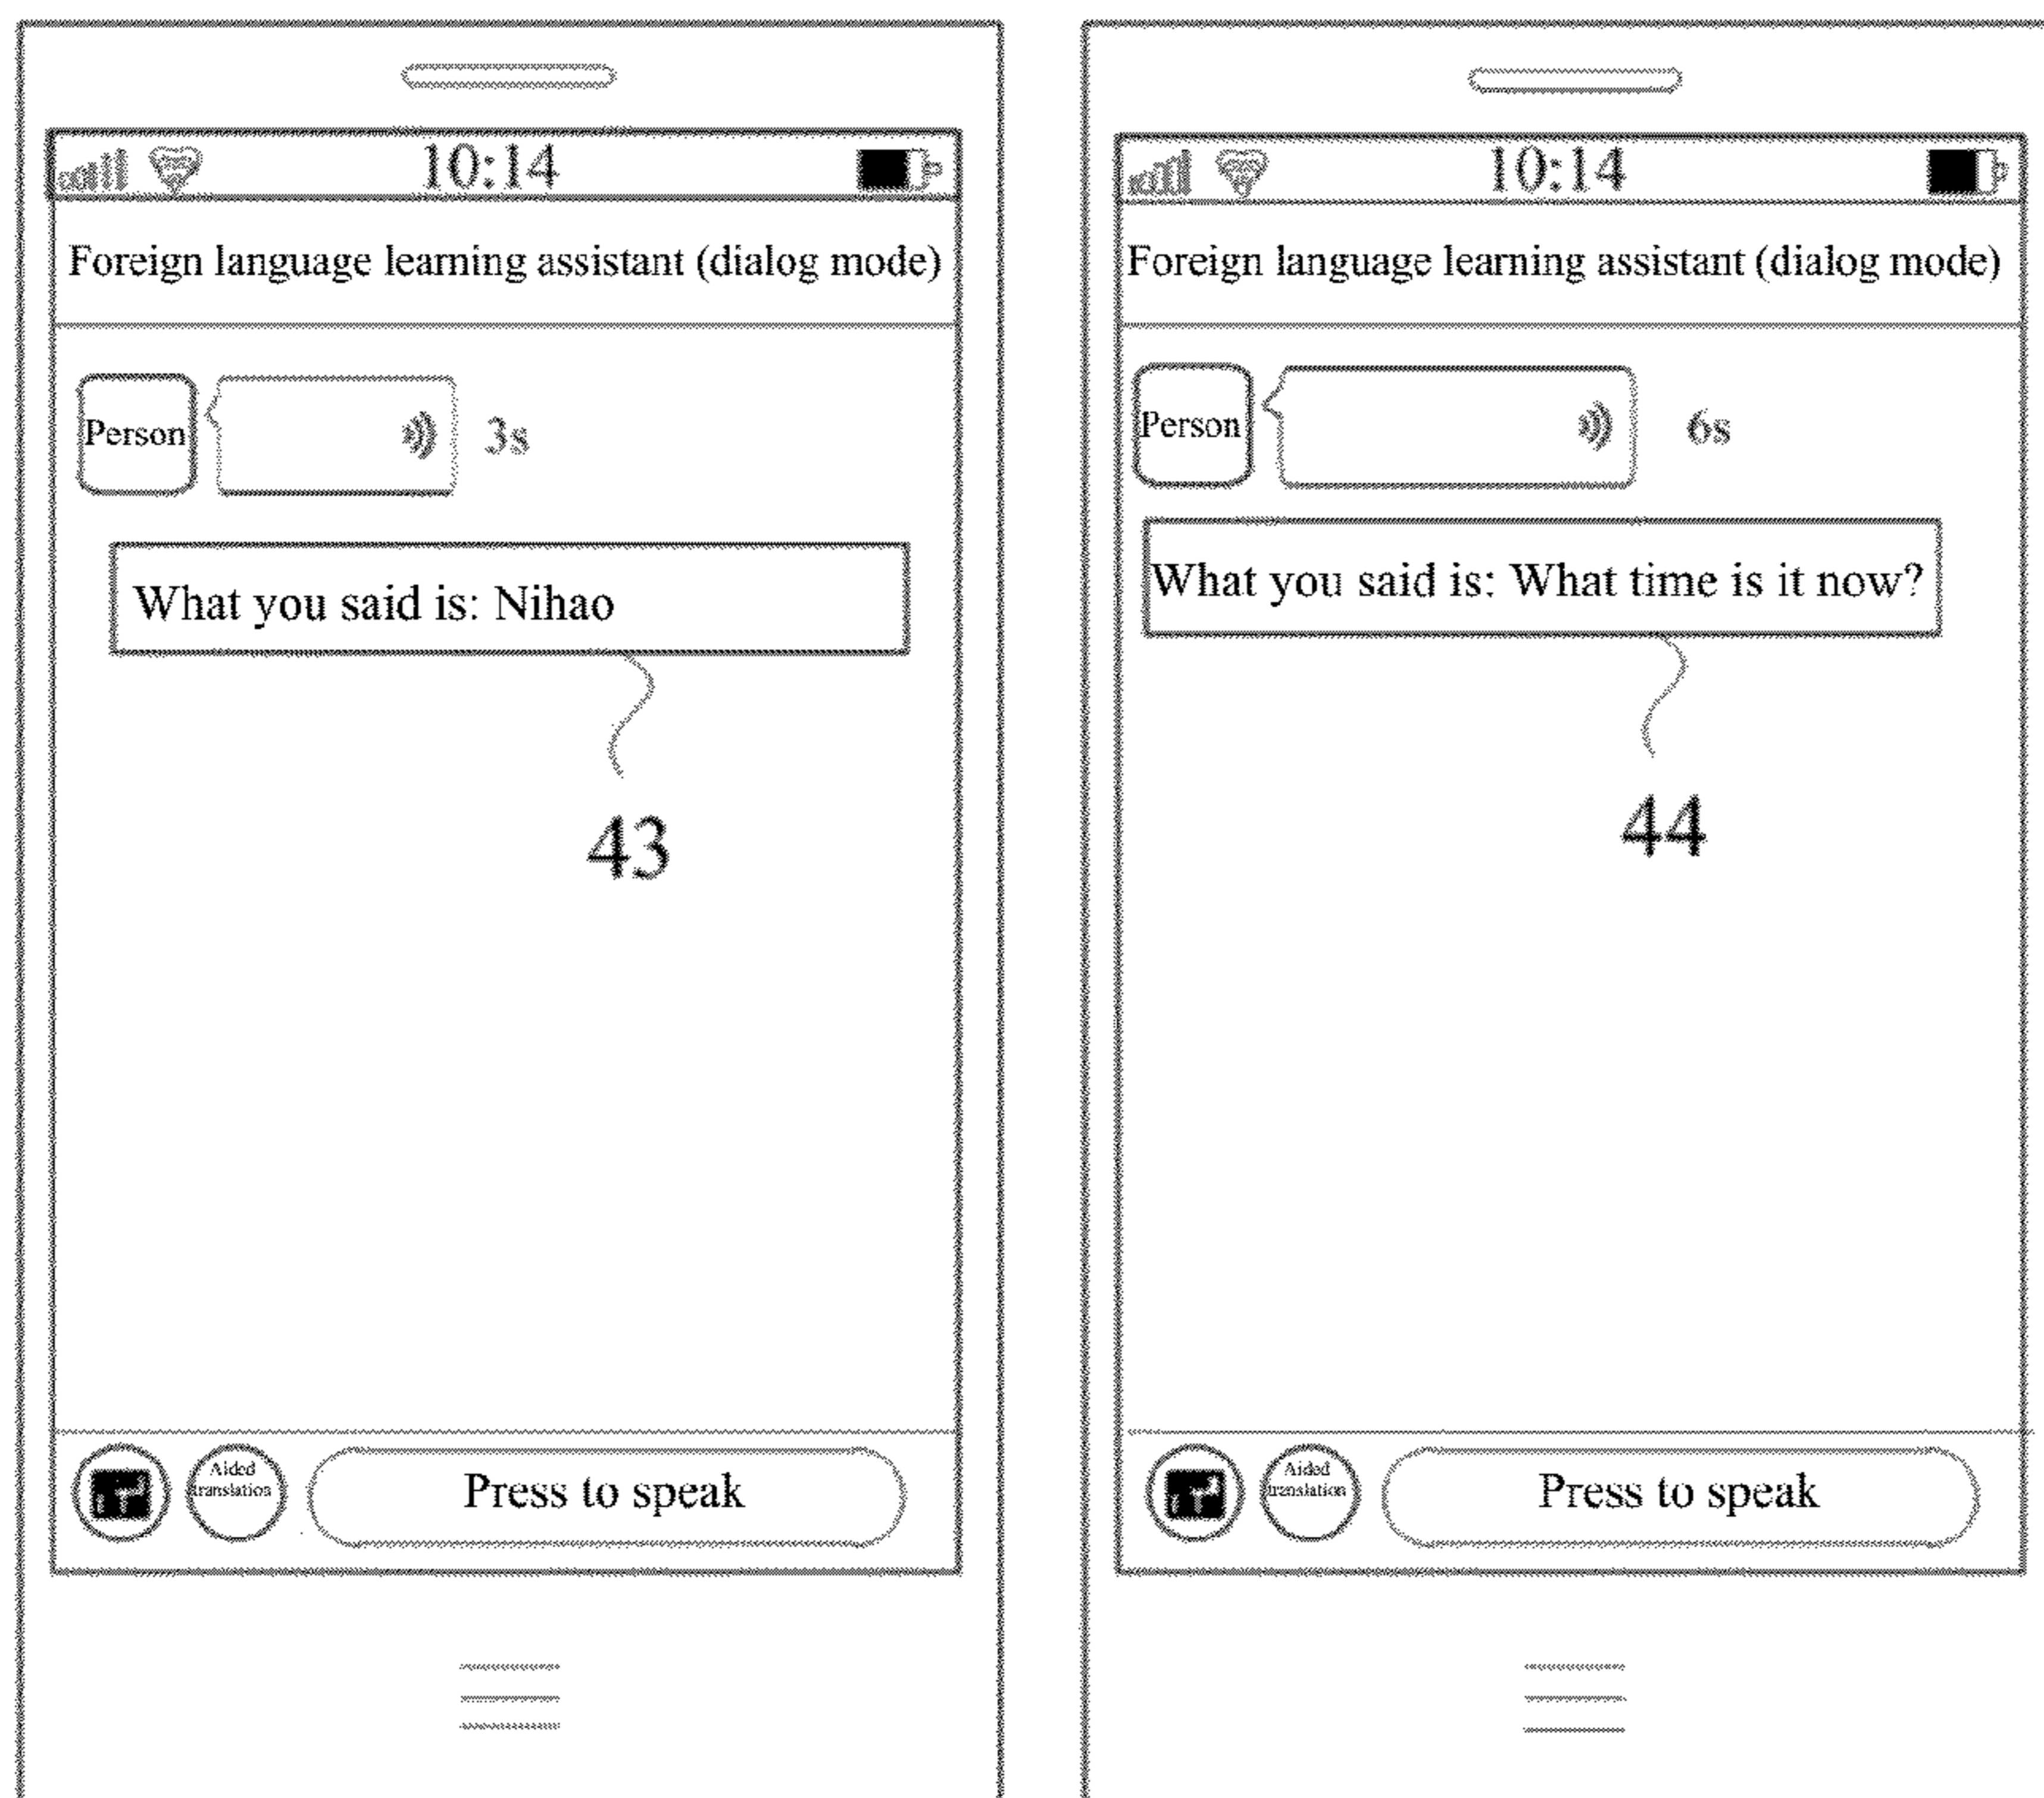 10:14
Foreign language learning assistant (dialog mode)
Person
3s
What you said is: Nihao
43
Aided
translation
Press to speak
10:14
Foreign language learning assistant (dialog mode)
Person
6s
What you said is: What time is it now?
44
Aided
translation
Press to speak